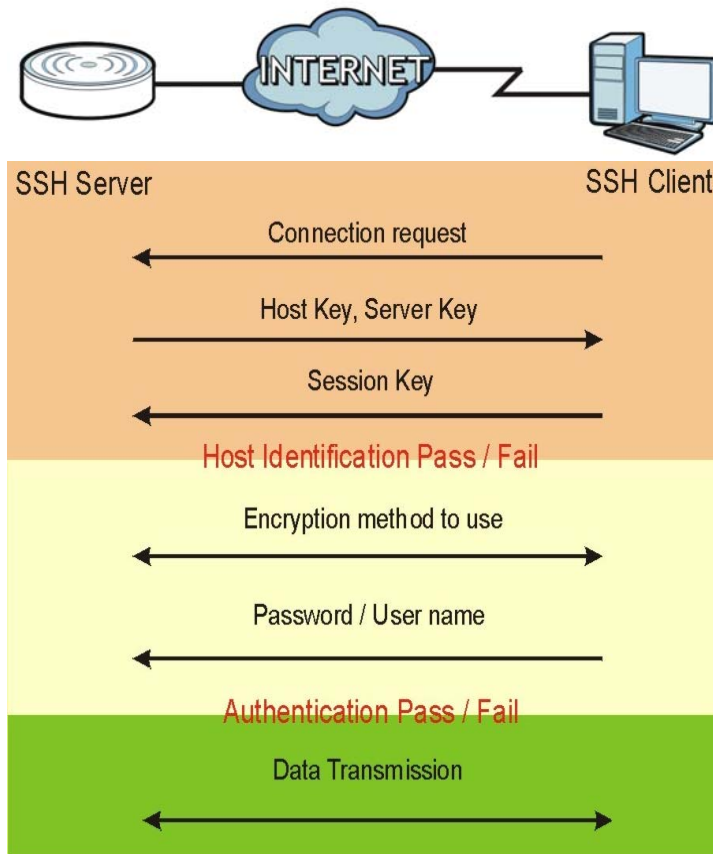 INTERNET
SSH Server
SSH Client
Connection request
Host Key, Server Key
Session Key
Host Identification Pass / Fail
Encryption method to use
Password / User name
Authentication Pass / Fail
Data Transmission